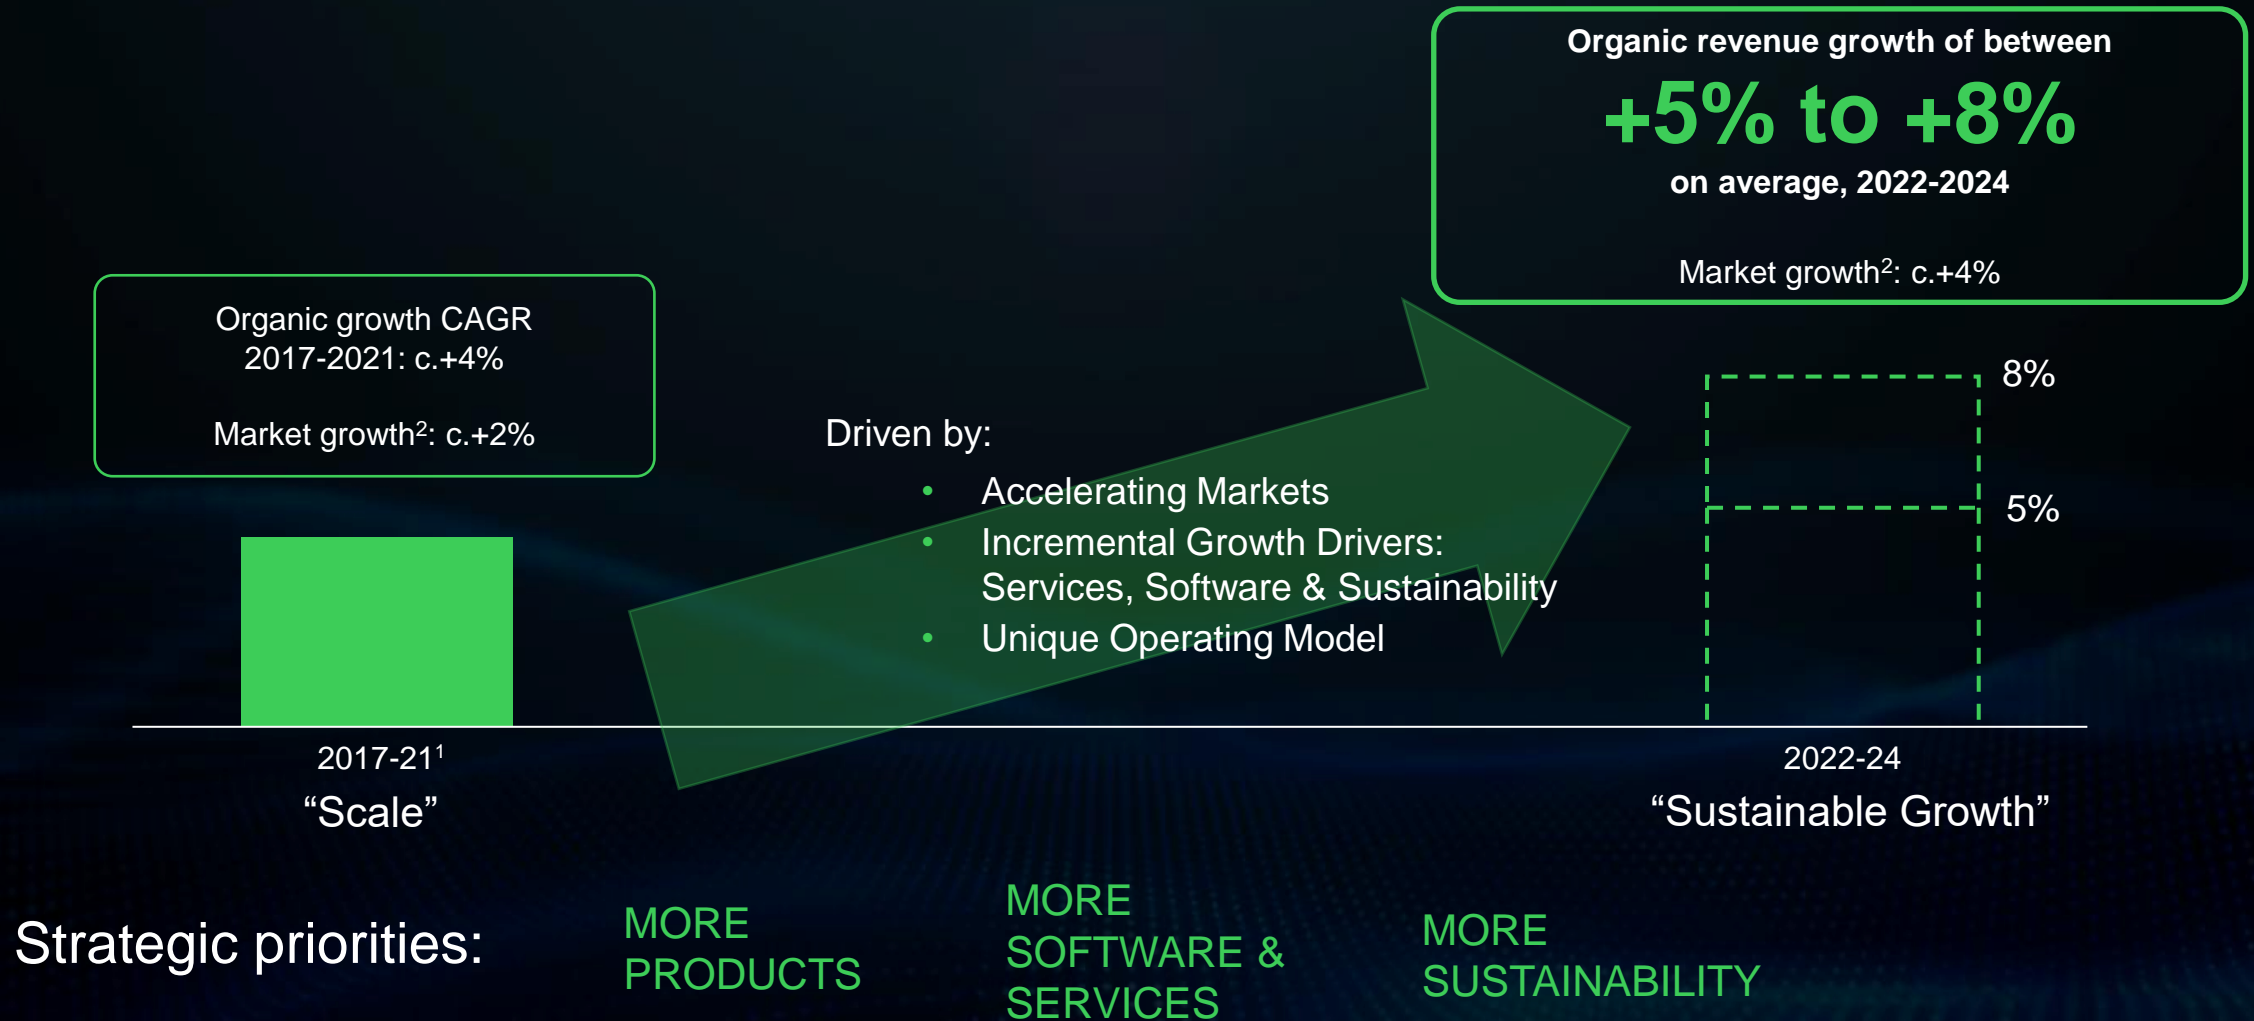 Organic revenue growth of between
+5% to +8%
on average, 2022-2024
Market growth²: c.+4%
Organic growth CAGR
2017-2021: c.+4%
Market growth²: c.+2%
Driven by:
• Accelerating Markets
• Incremental Growth Drivers:
Services, Software & Sustainability
• Unique Operating Model
8%
5%
2017-21¹
“Scale”
2022-24
“Sustainable Growth”
Strategic priorities:
MORE
PRODUCTS
MORE
SOFTWARE &
SERVICES
MORE
SUSTAINABILITY